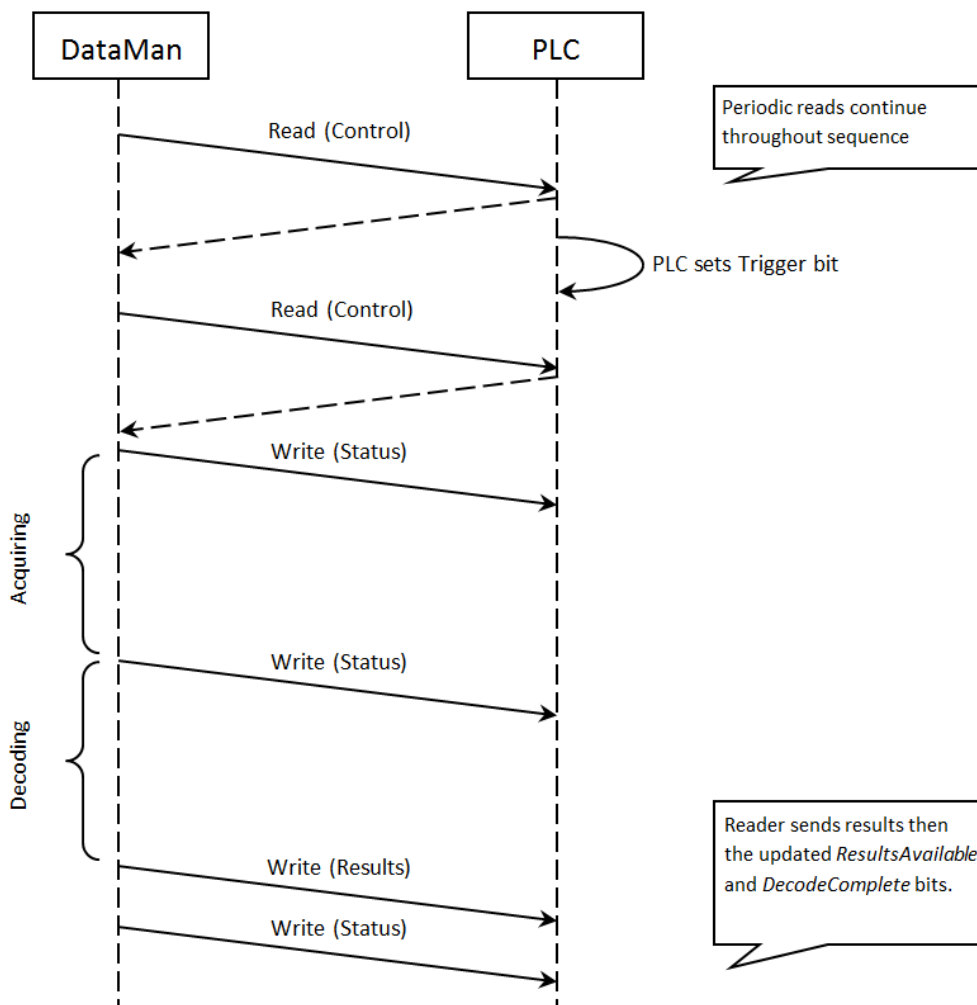 DataMan
PLC
Periodic reads continue
throughout sequence
Read (Control)
PLC sets Trigger bit
Read (Control)
Write (Status)
Acquiring
Write (Status)
Decoding
Reader sends results then
the updated ResultsAvailable
and DecodeComplete bits.
Write (Results)
Write (Status)